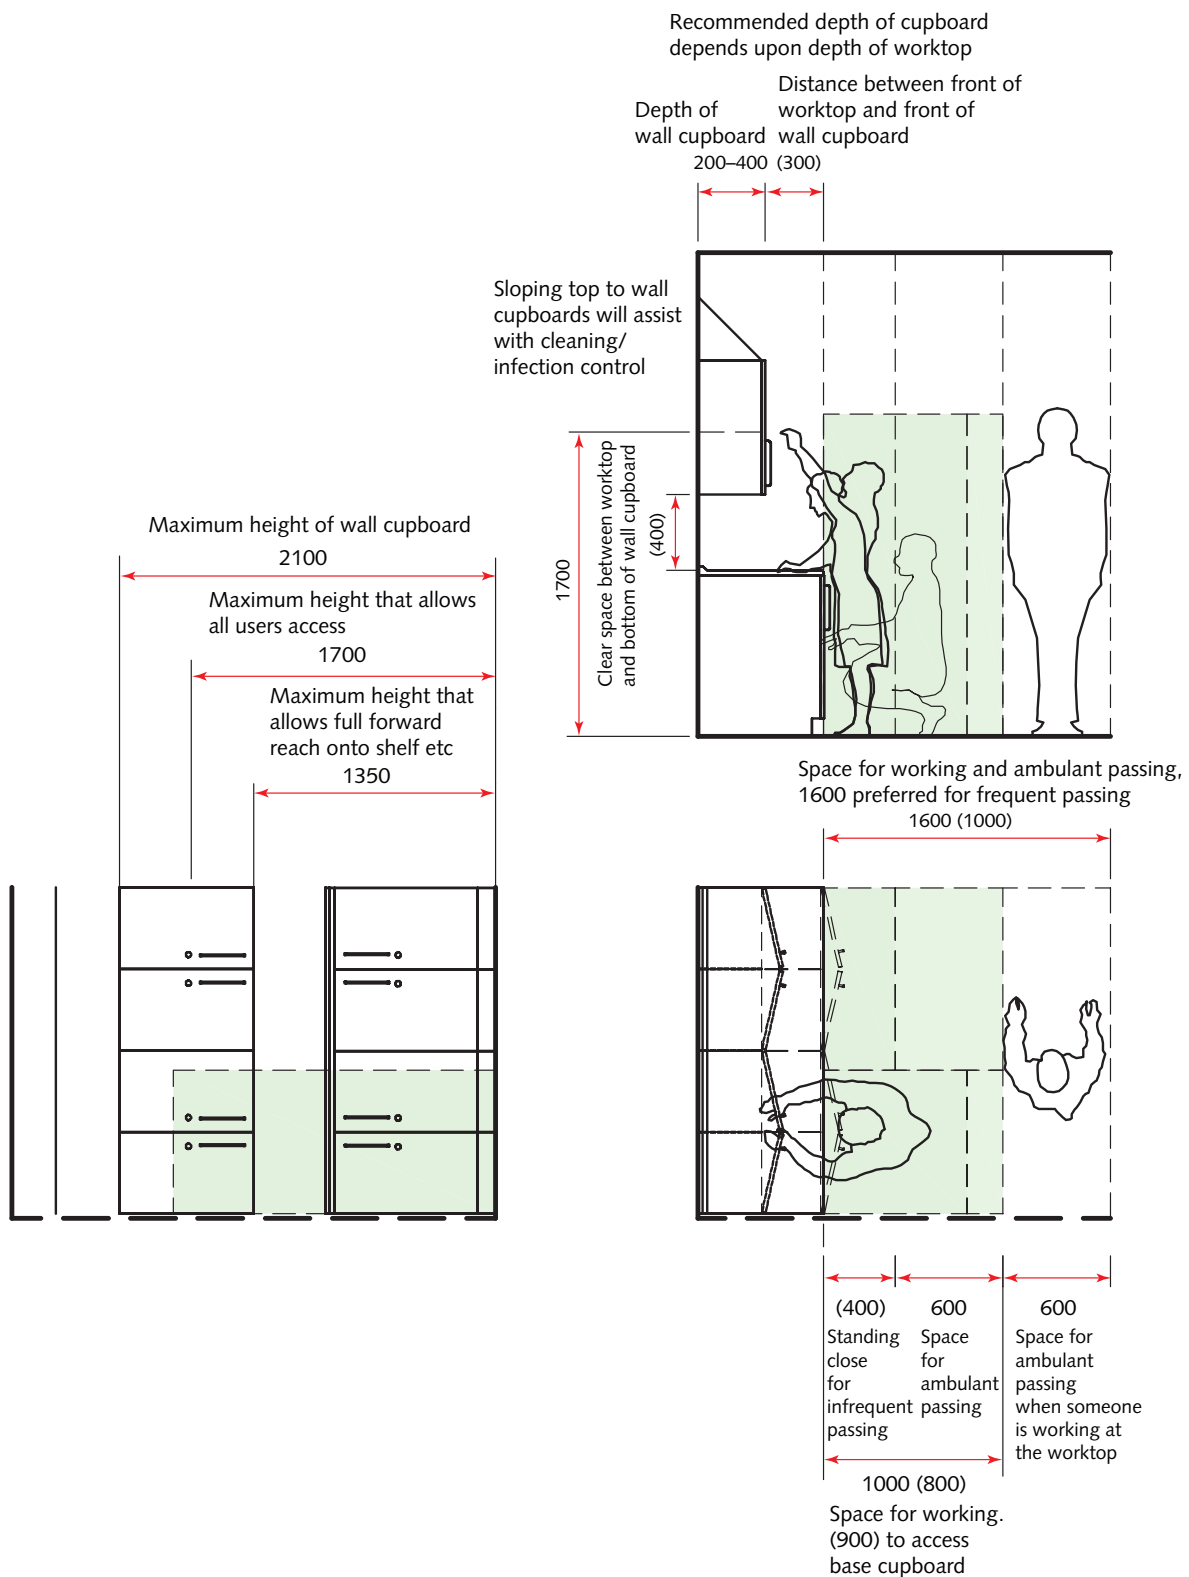 Recommended depth of cupboard
depends upon depth of worktop
Distance between front of
worktop and front of
wall cupboard
(300)
Depth of
wall cupboard
200–400
Sloping top to wall
cupboards will assist
with cleaning/
infection control
1700
Clear space between worktop
and bottom of wall cupboard
(400)
Maximum height of wall cupboard
2100
Maximum height that allows
all users access
1700
Maximum height that
allows full forward
reach onto shelf etc
1350
Space for working and ambulant passing,
1600 preferred for frequent passing
1600 (1000)
(400)
Standing
close
for
infrequent
passing
600
Space
for
ambulant
passing
600
Space for
ambulant
passing
when someone
is working at
the worktop
1000 (800)
Space for working.
(900) to access
base cupboard